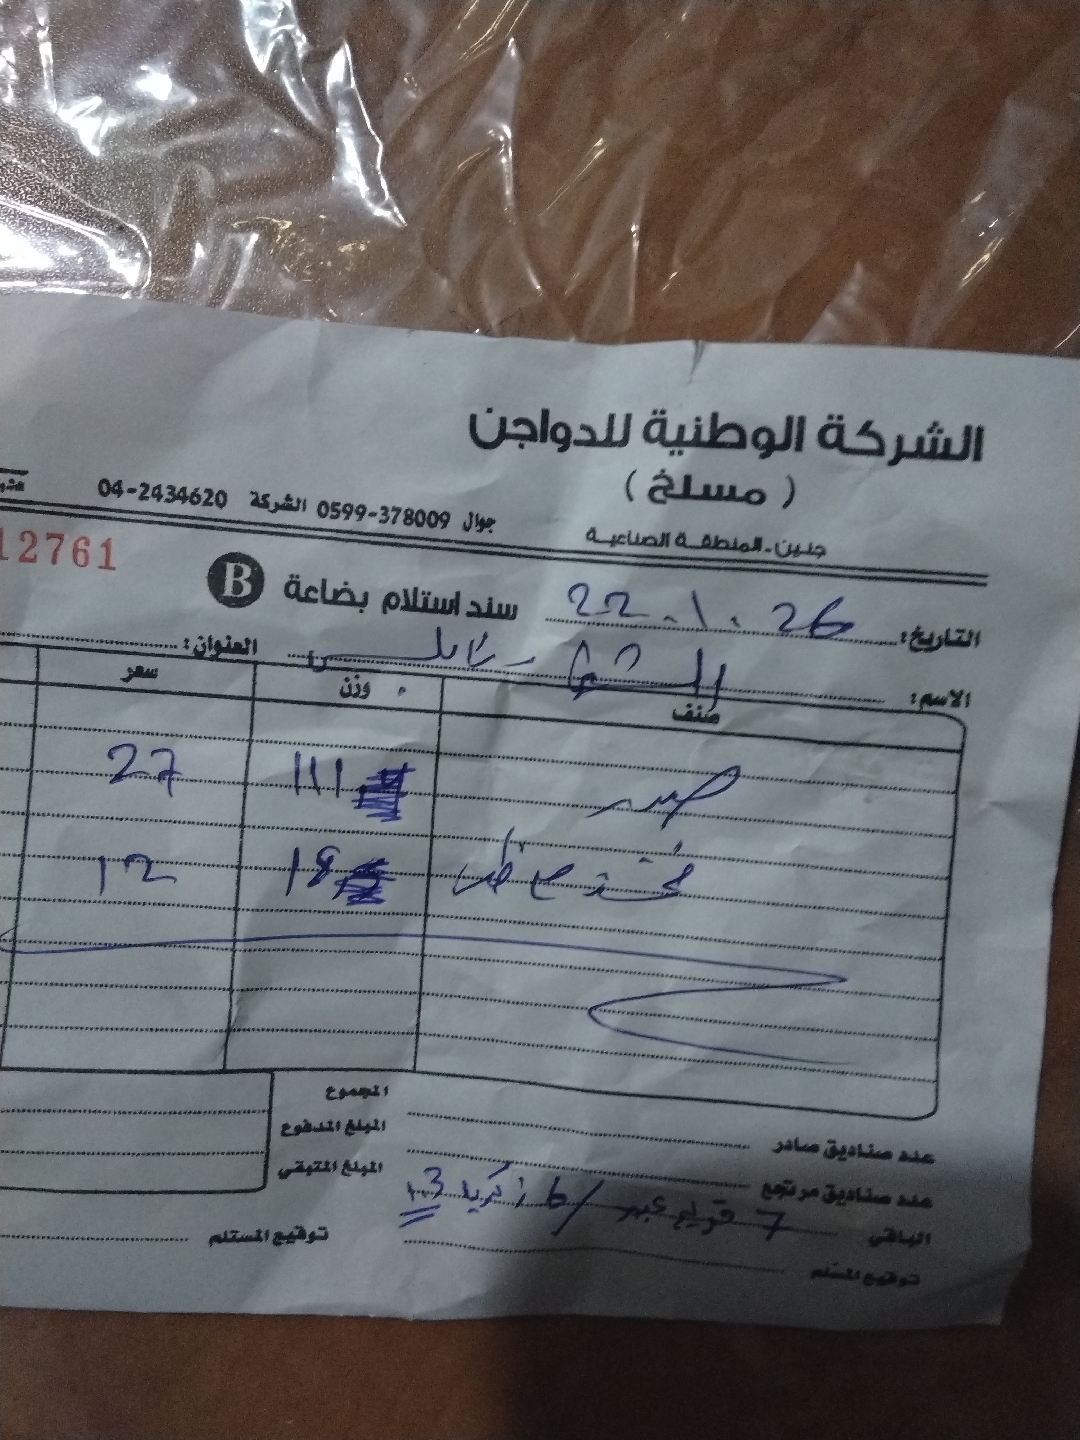 الشركة الوطنية للدواجن
( مسلخ )
جنين - المنطقة الصناعية
جوال 0599-378009 الشركة 04-2434620
12761
سند استلام بضاعة B
التاريخ: 22.1.26
الاسم:
العنوان:
صنف وزن سعر
صدر 111 27
18 12
المجموع
المبلغ المدفوع
المبلغ المتبقي
عدد صناديق صادر
عدد صناديق مرتجع
الباقي 7
توقيع المسلم
توقيع المستلم